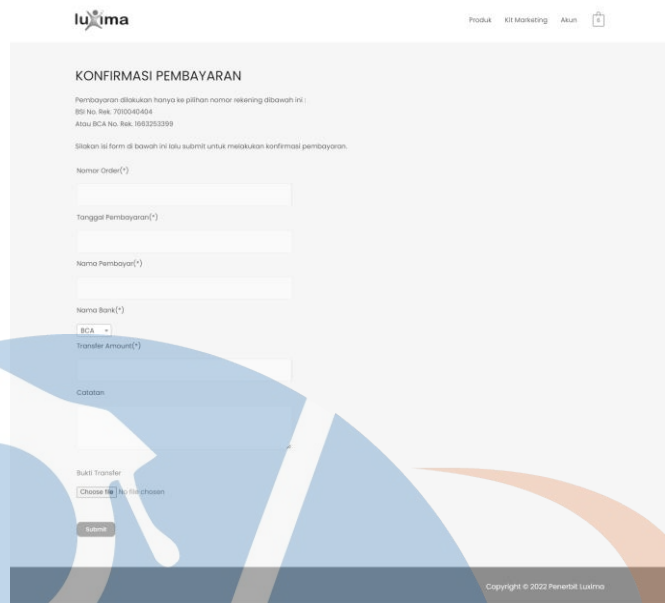 luxima
Produk Kit Marketing Akun 0
KONFIRMASI PEMBAYARAN
Pembayaran dilakukan hanya ke pilihan nomor rekening dibawah ini :
BSI No. Rek. 7010040404
Atau BCA No. Rek. 1683253399
Silakan isi form di bawah ini lalu submit untuk melakukan konfirmasi pembayaran.
Nomor Order(*)
Tanggal Pembayaran(*)
Nama Pembayar(*)
Nama Bank(*)
BCA
Transfer Amount(*)
Catatan
Bukti Transfer
Choose file No file chosen
Submit
Copyright © 2022 Penerbit Luxima